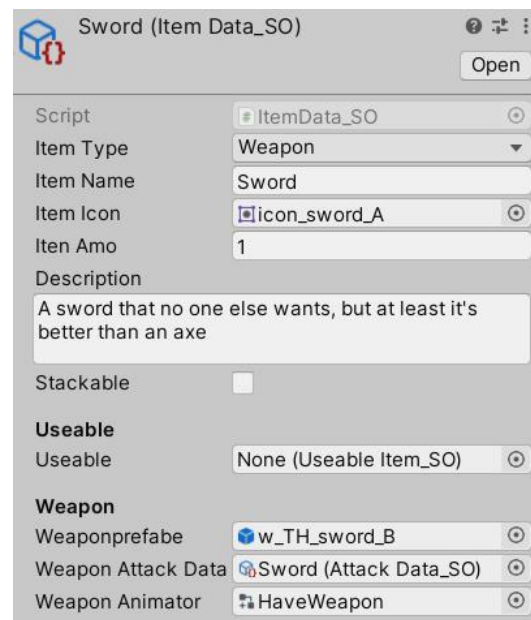 Sword (Item Data_SO)
Open
Script # ItemData_SO
Item Type Weapon
Item Name Sword
Item Icon icon_sword_A
Iten Amo 1
Description
A sword that no one else wants, but at least it's
better than an axe
Stackable
Useable
Useable None (Useable Item_SO)
Weapon
Weaponprefabe w_TH_sword_B
Weapon Attack Data Sword (Attack Data_SO)
Weapon Animator HaveWeapon